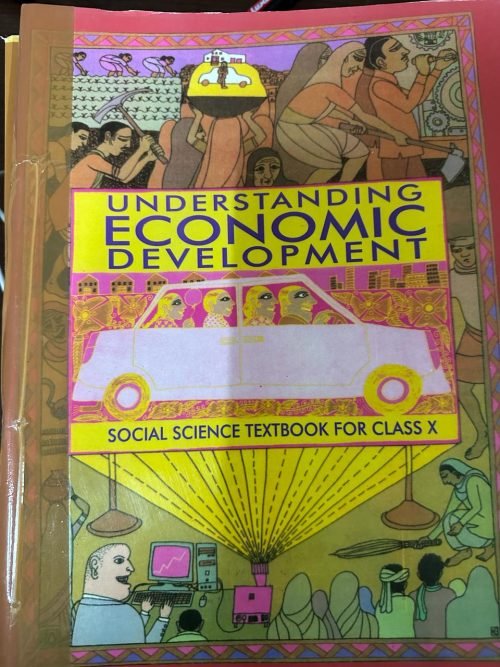 UNDERSTANDING
ECONOMIC
DEVELOPMENT
SOCIAL SCIENCE TEXTBOOK FOR CLASS X